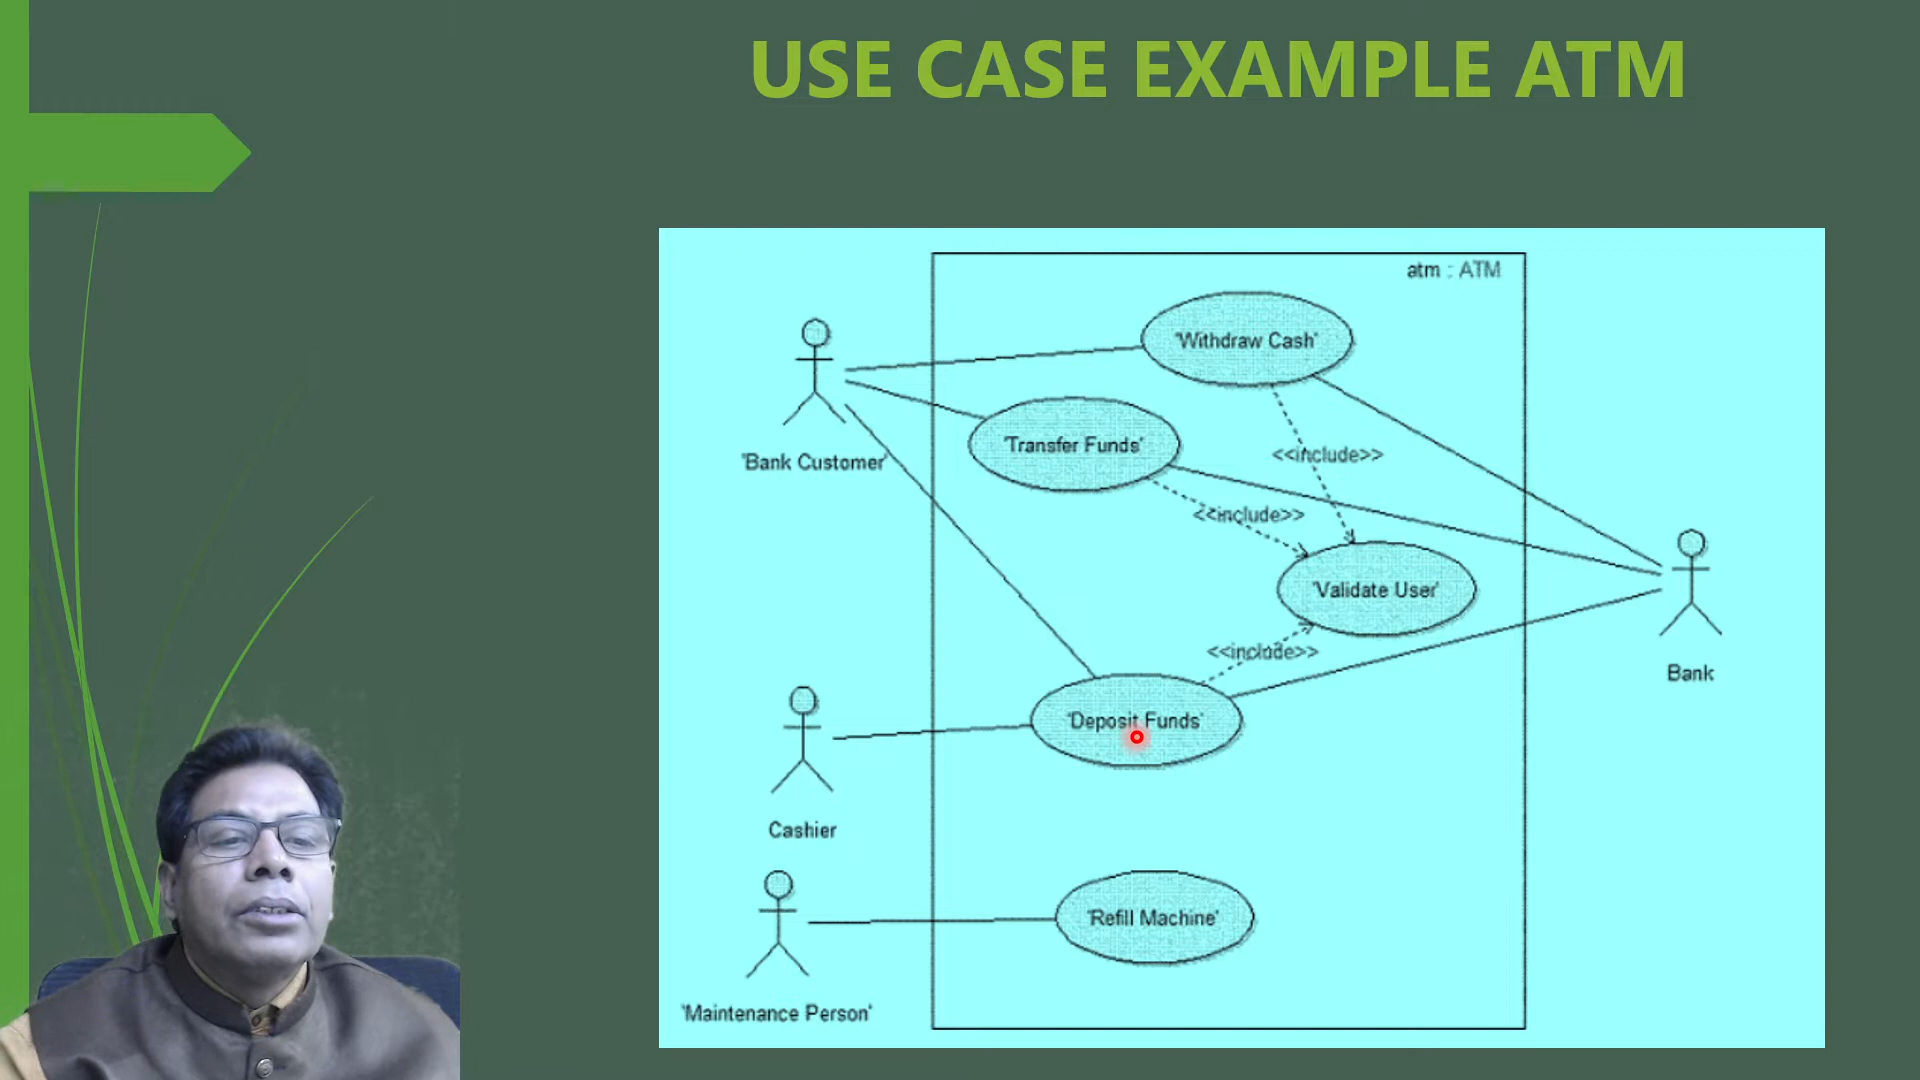 USE CASE EXAMPLE ATM
atm : ATM
'Withdraw Cash'
'Transfer Funds'
<<include>>
'Bank Customer'
<<include>>
'Validate User'
<<include>>
Bank
'Deposit Funds'
Cashier
'Refill Machine'
'Maintenance Person'